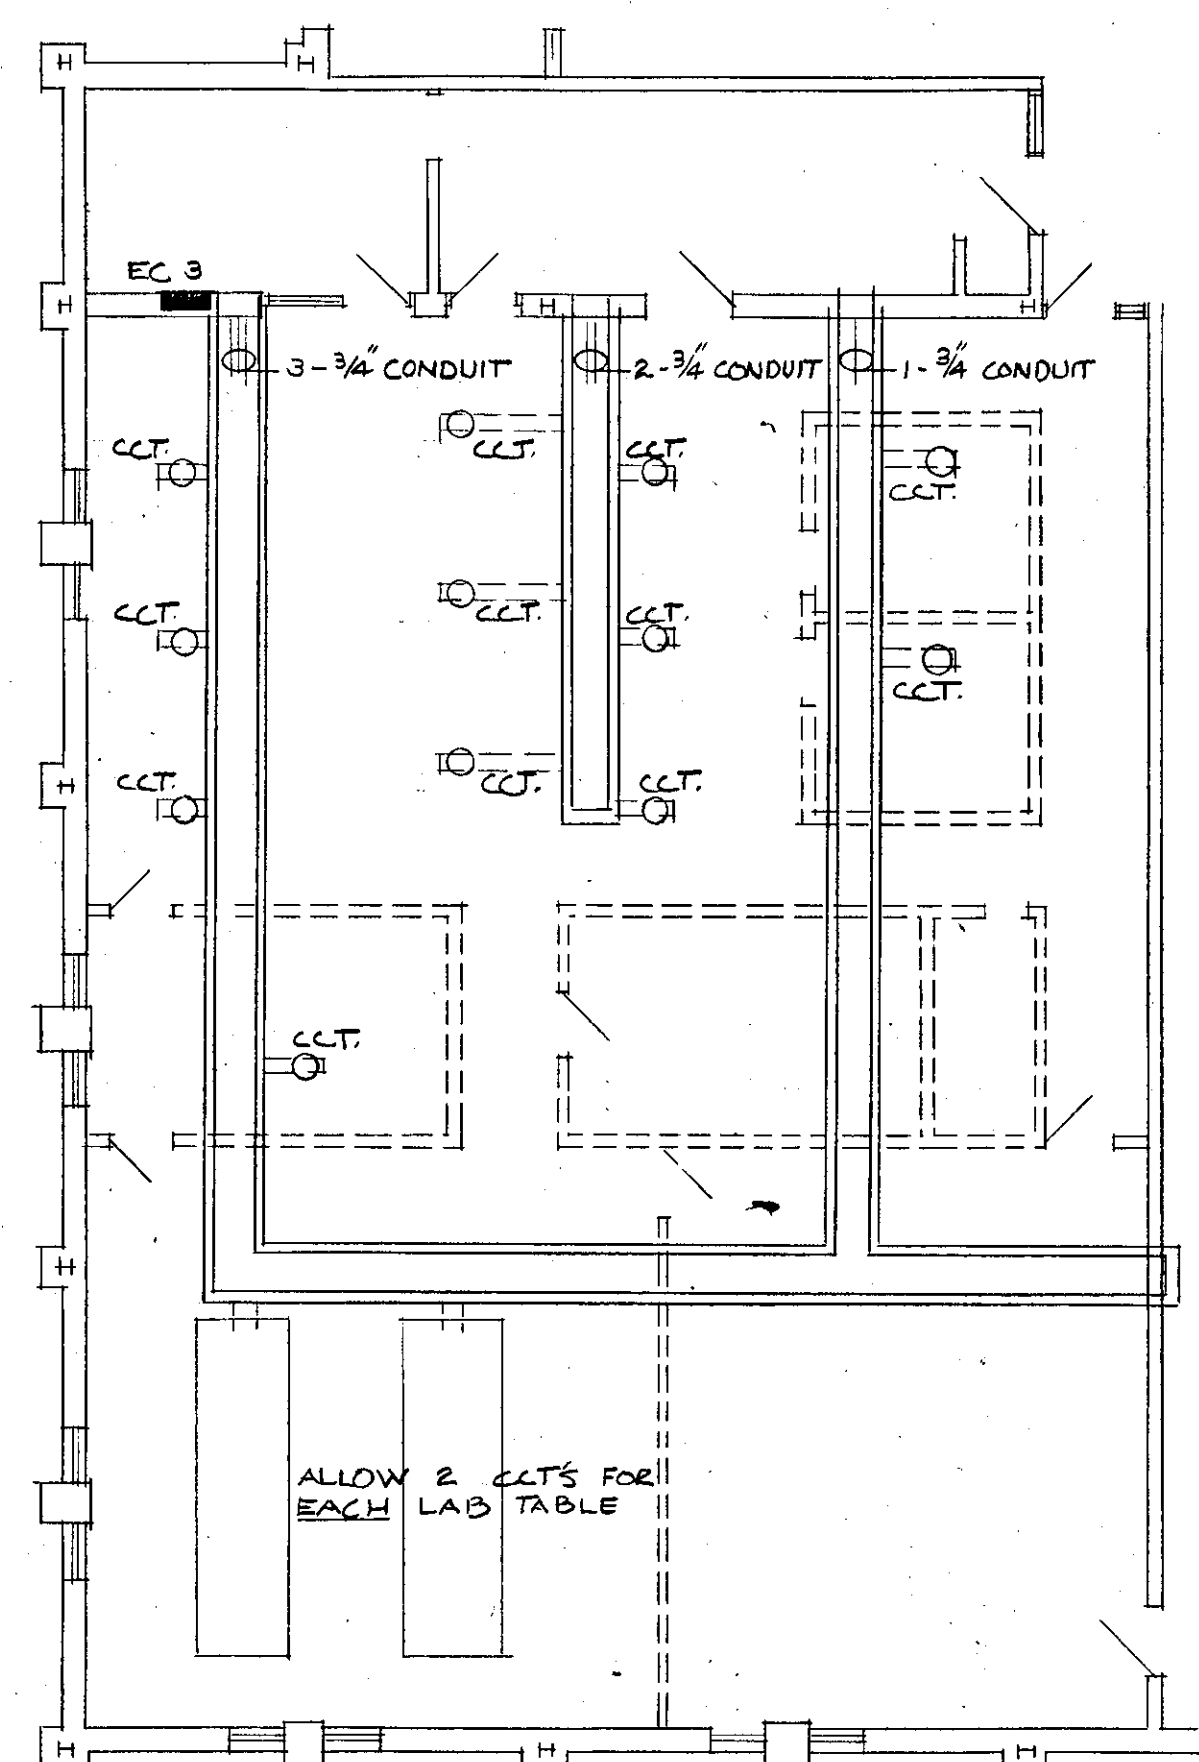 H
H
EC 3
H
H
H
3-3/4" CONDUIT
2-3/4" CONDUIT
1-3/4" CONDUIT
CCT.
CCT.
CCT.
CCT.
CCT.
CCT.
CCT.
CCT.
H
CCT.
CCT.
CCT.
CCT.
H
ALLOW 2 CCT'S FOR
EACH LAB TABLE
H
H
H